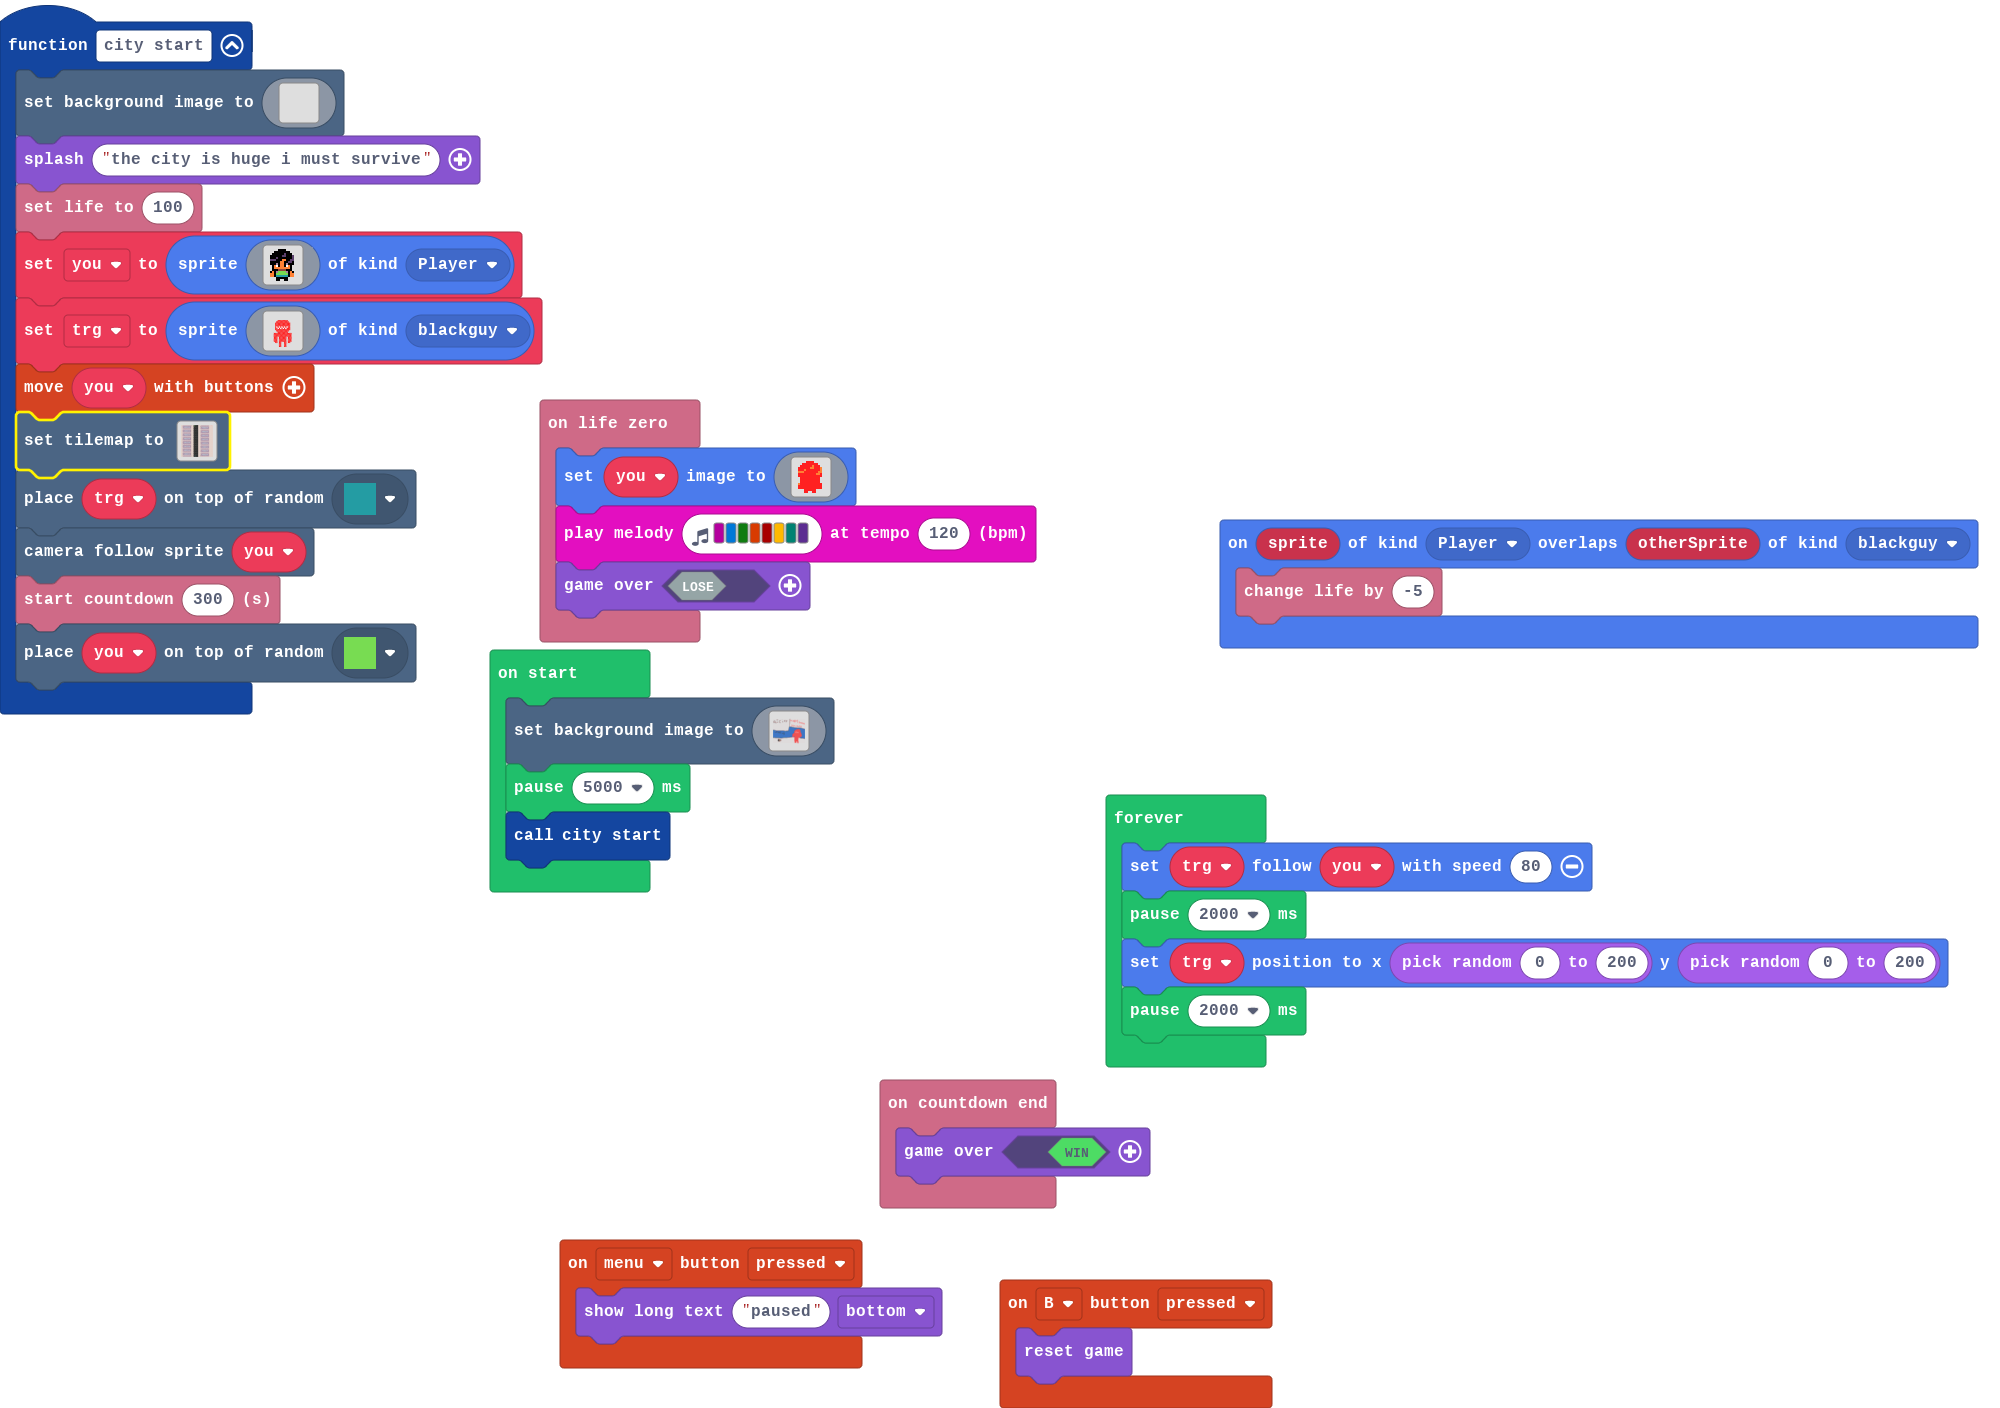 function city start
set background image to
splash "the city is huge i must survive"
set life to 100
set you to sprite of kind Player
set trg to sprite of kind blackguy
move you with buttons
set tilemap to
place trg on top of random
camera follow sprite you
start countdown 300 (s)
place you on top of random
on life zero
set you image to
play melody at tempo 120 (bpm)
game over LOSE
on start
set background image to
pause 5000 ms
call city start
on sprite of kind Player overlaps otherSprite of kind blackguy
change life by -5
forever
set trg follow you with speed 80
pause 2000 ms
set trg position to x pick random 0 to 200 y pick random 0 to 200
pause 2000 ms
on countdown end
game over WIN
on menu button pressed
show long text "paused" bottom
on B button pressed
reset game